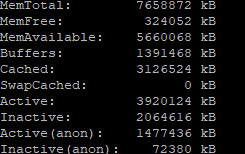 MemTotal: 7658872 kB
MemFree: 324052 kB
MemAvailable: 5660068 kB
Buffers: 1391468 kB
Cached: 3126524 kB
SwapCached: 0 kB
Active: 3920124 kB
Inactive: 2064616 kB
Active(anon): 1477436 kB
Inactive(anon): 72380 kB